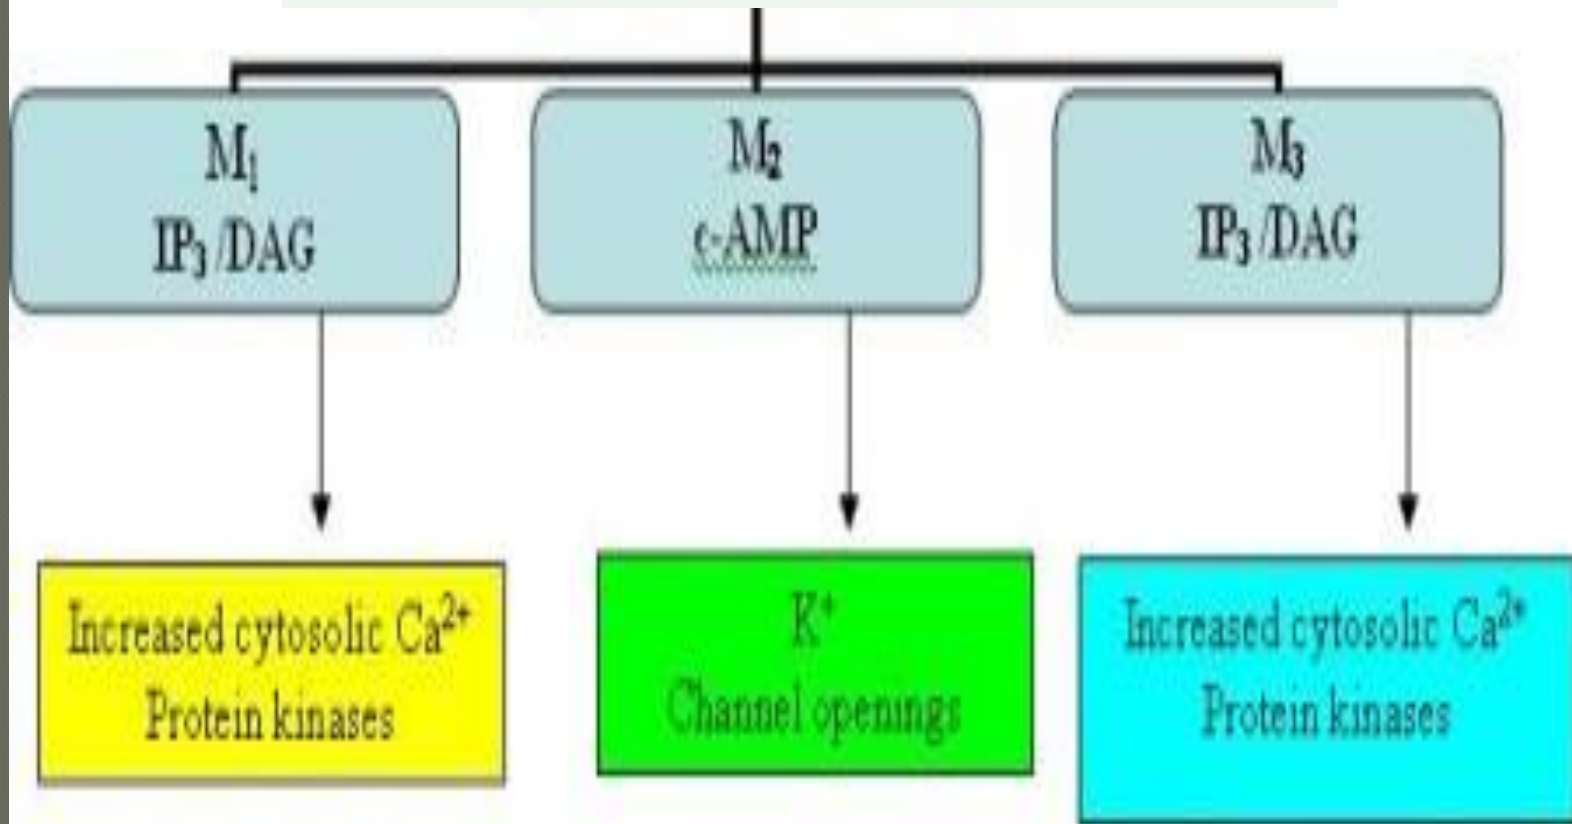 M₁
IP₃ /DAG
M₂
c-AMP
M₃
IP₃ /DAG
Increased cytosolic Ca²⁺
Protein kinases
K⁺
Channel openings
Increased cytosolic Ca²⁺
Protein kinases